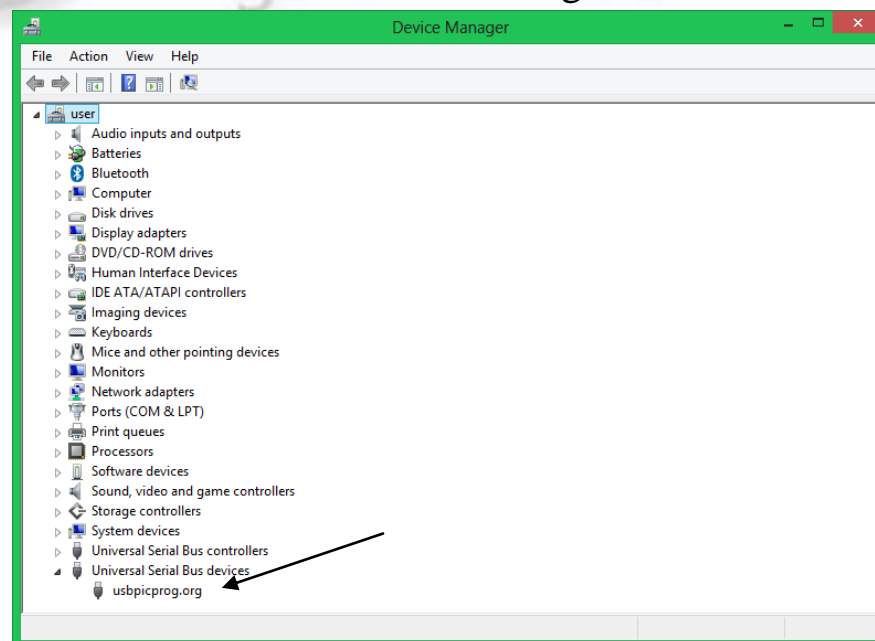 Device Manager
File Action View Help
user
Audio inputs and outputs
Batteries
Bluetooth
Computer
Disk drives
Display adapters
DVD/CD-ROM drives
Human Interface Devices
IDE ATA/ATAPI controllers
Imaging devices
Keyboards
Mice and other pointing devices
Monitors
Network adapters
Ports (COM & LPT)
Print queues
Processors
Software devices
Sound, video and game controllers
Storage controllers
System devices
Universal Serial Bus controllers
Universal Serial Bus devices
usbpicprog.org